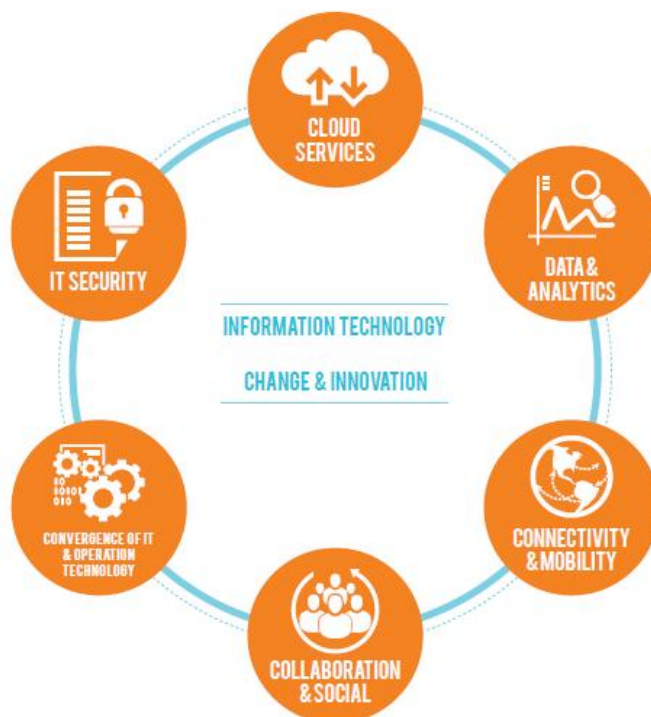 CLOUD
SERVICES
IT SECURITY
DATA &
ANALYTICS
INFORMATION TECHNOLOGY
CHANGE & INNOVATION
CONVERGENCE OF IT
& OPERATION
TECHNOLOGY
CONNECTIVITY
& MOBILITY
COLLABORATION
& SOCIAL